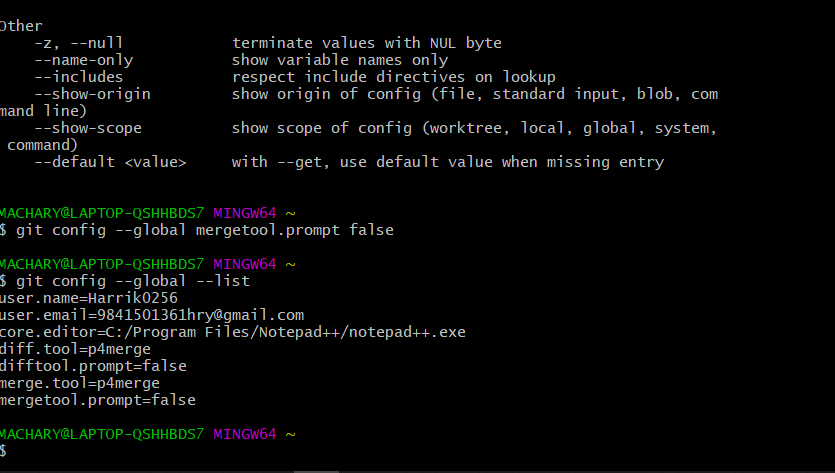 Other
    -z, --null            terminate values with NUL byte
    --name-only           show variable names only
    --includes            respect include directives on lookup
    --show-origin         show origin of config (file, standard input, blob, com
mand line)
    --show-scope          show scope of config (worktree, local, global, system,
 command)
    --default <value>     with --get, use default value when missing entry
MACHARY@LAPTOP-QSHHBDS7 MINGW64 ~
$ git config --global mergetool.prompt false
MACHARY@LAPTOP-QSHHBDS7 MINGW64 ~
$ git config --global --list
user.name=Harrik0256
user.email=9841501361hry@gmail.com
core.editor=C:/Program Files/Notepad++/notepad++.exe
diff.tool=p4merge
difftool.prompt=false
merge.tool=p4merge
mergetool.prompt=false
MACHARY@LAPTOP-QSHHBDS7 MINGW64 ~
$